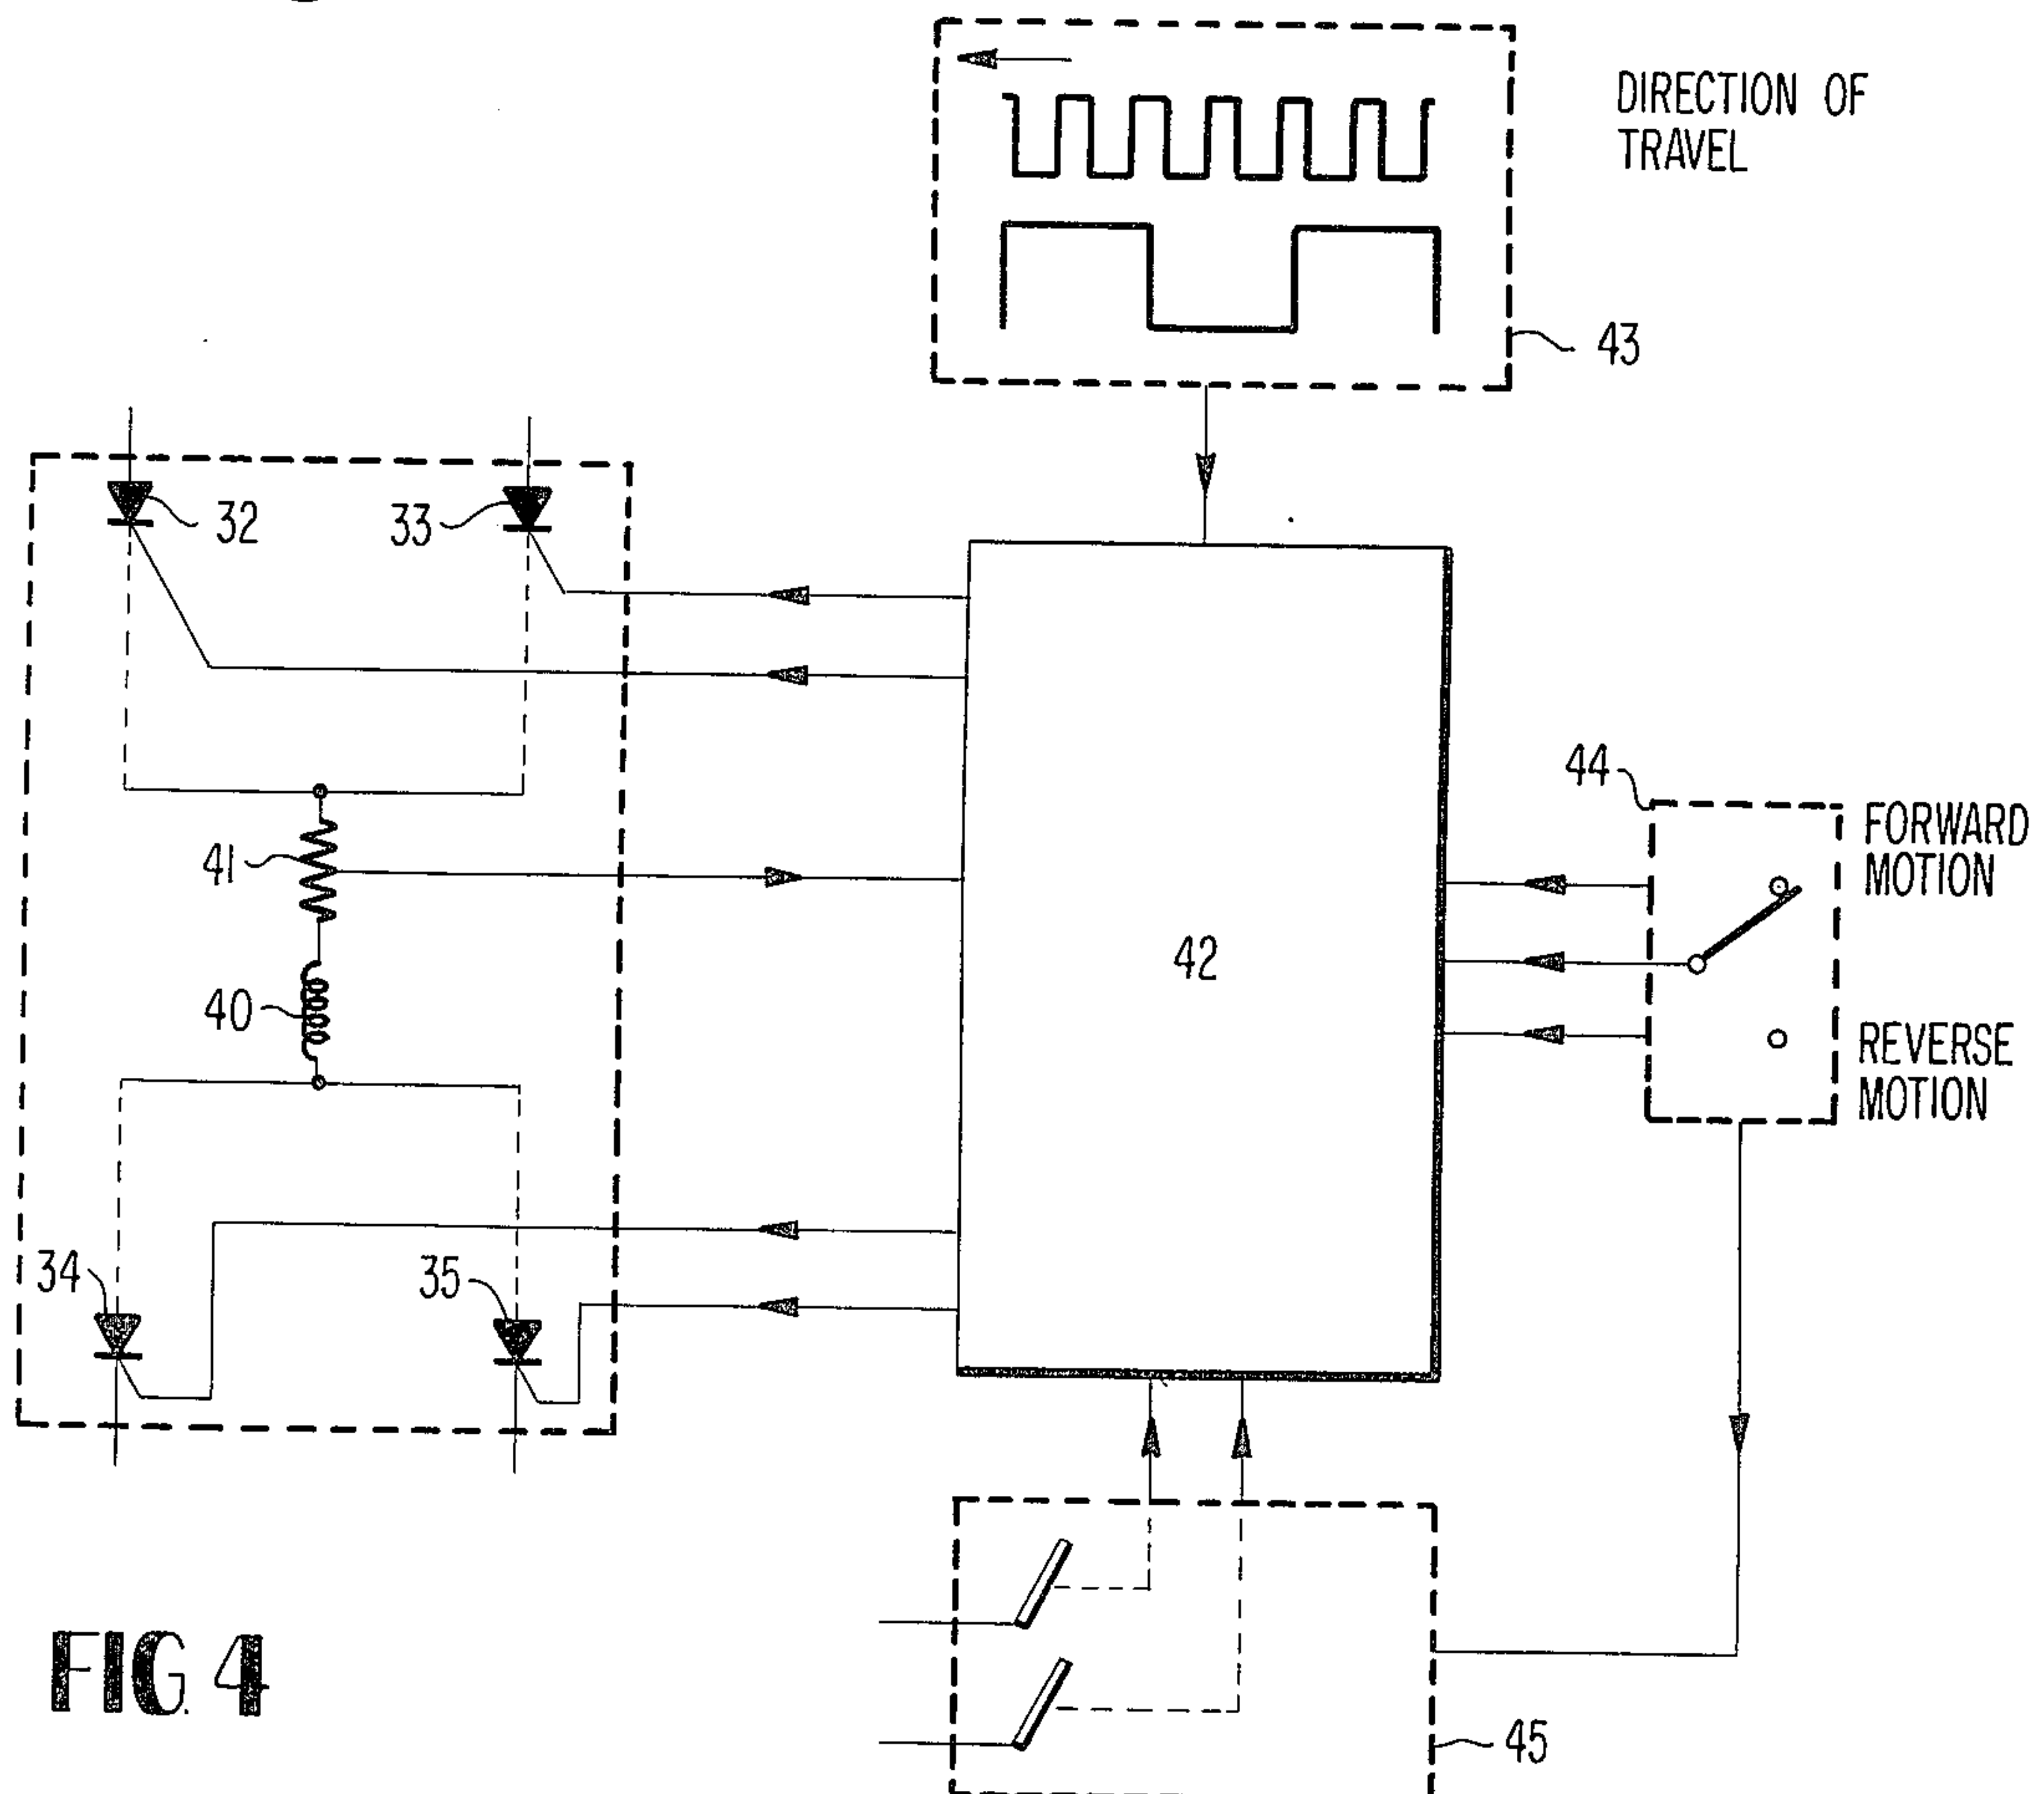 DIRECTION OF
TRAVEL
43
32
33
44
FORWARD
MOTION
41
42
40
REVERSE
MOTION
34
35
45
FIG. 4